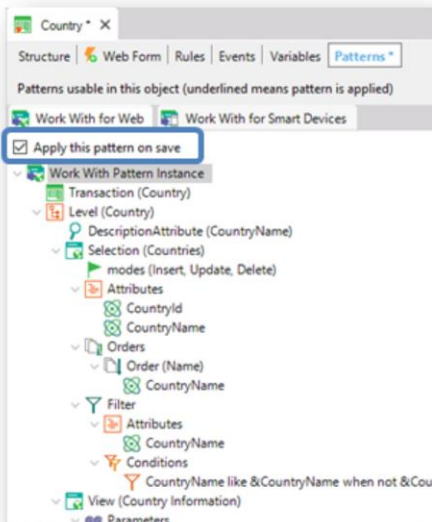 Country *
Structure | Web Form | Rules | Events | Variables | Patterns *
Patterns usable in this object (underlined means pattern is applied)
Work With for Web Work With for Smart Devices
Apply this pattern on save
Work With Pattern Instance
Transaction (Country)
Level (Country)
DescriptionAttribute (CountryName)
Selection (Countries)
modes (Insert, Update, Delete)
Attributes
CountryId
CountryName
Orders
Order (Name)
CountryName
Filter
Attributes
CountryName
Conditions
CountryName like &CountryName when not &Cou
View (Country Information)
Parameters